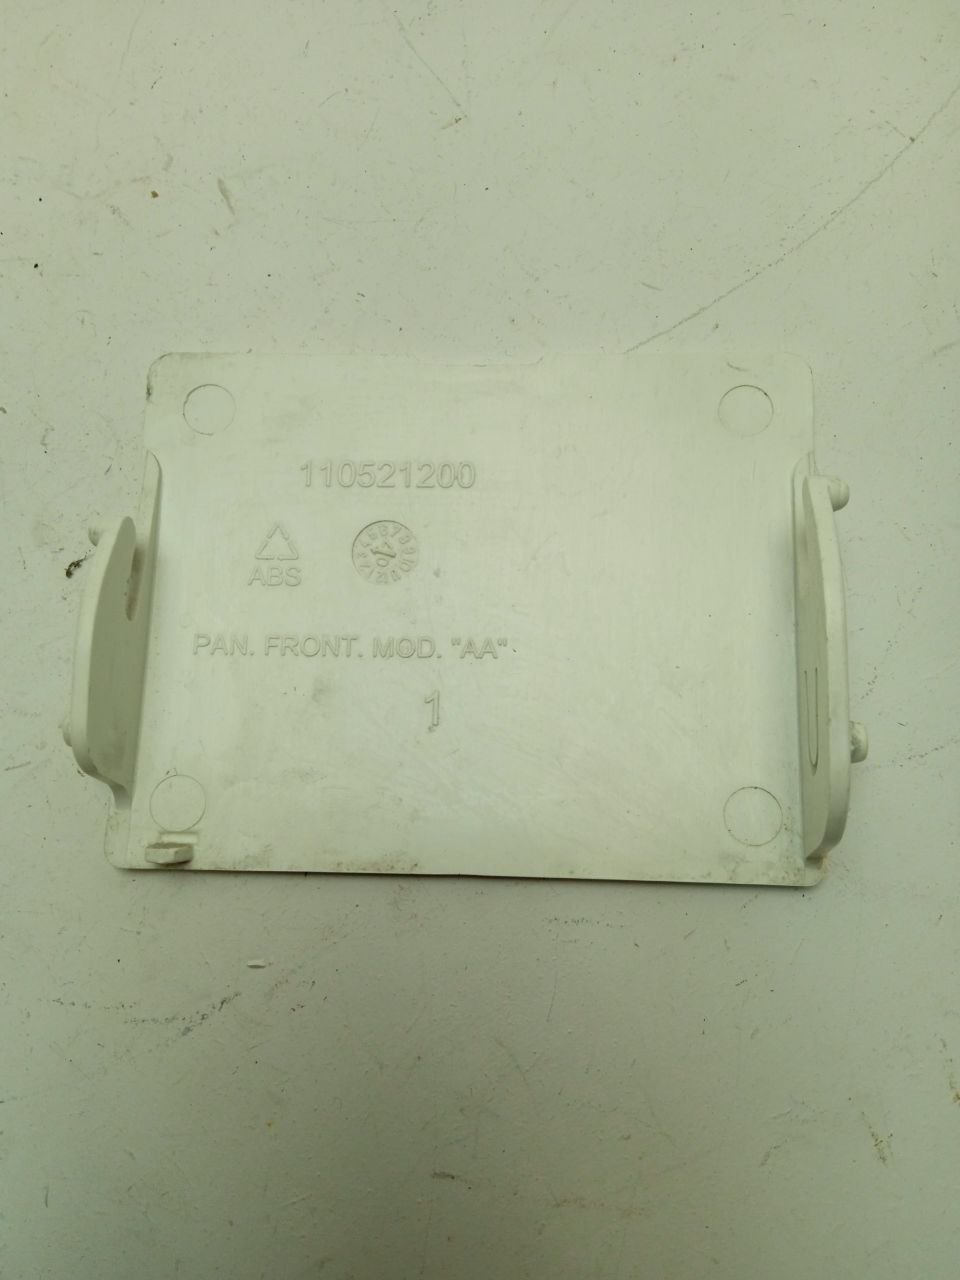 110521200
ABS
PAN. FRONT. MOD. "AA"
1